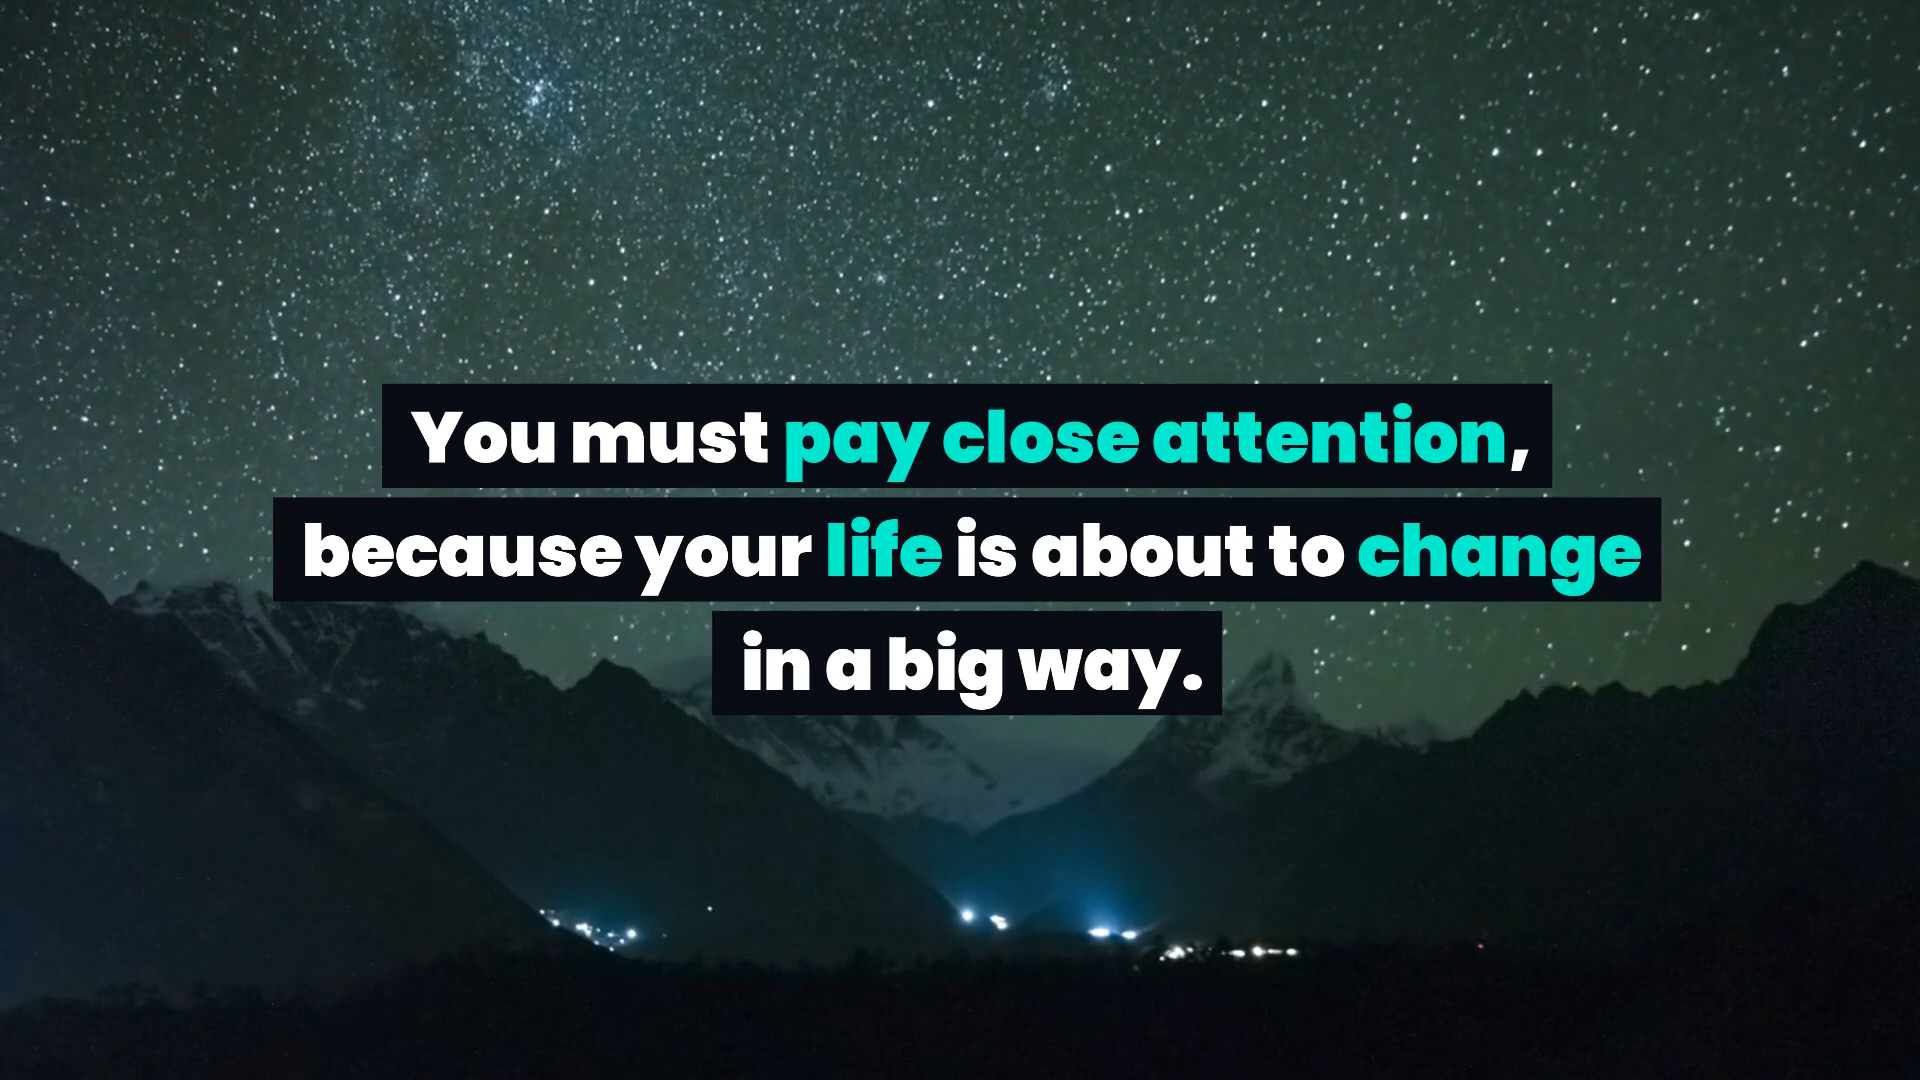 You must pay close attention,
because your life is about to change
in a big way.